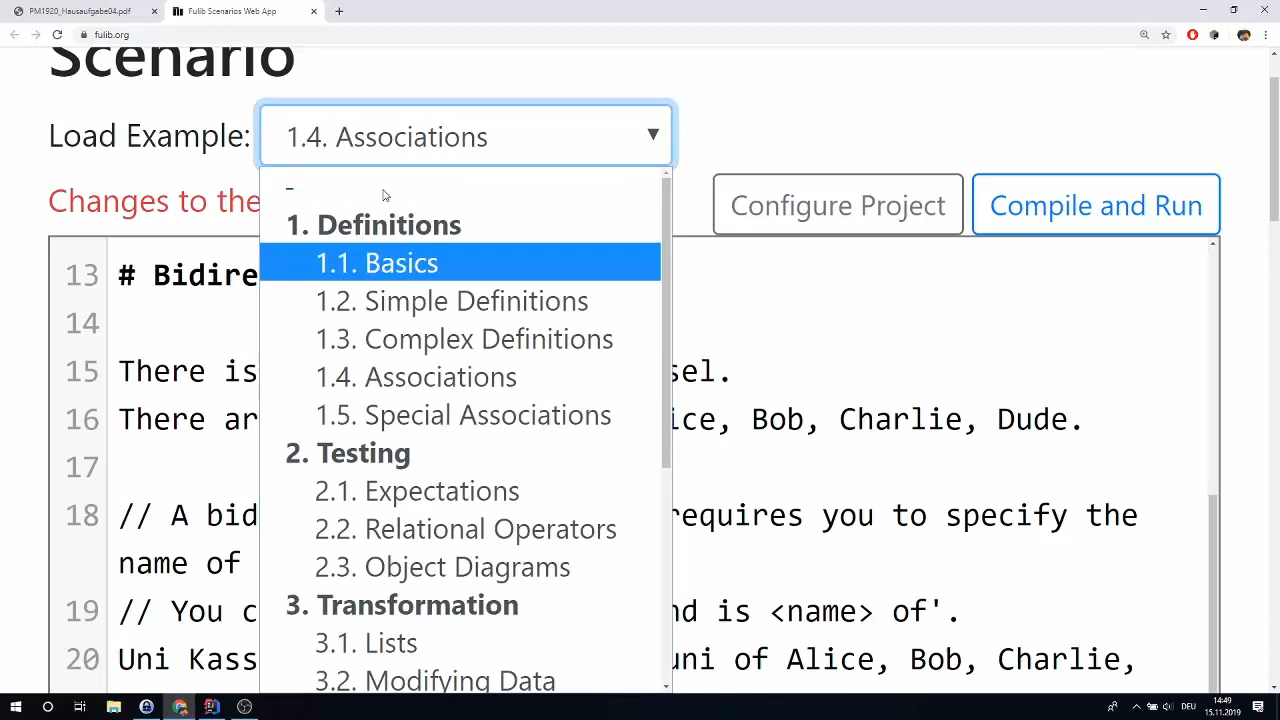 PM1920_Hausaufgabe04.pdf
Fulib Scenarios Web App
fulib.org
Scenario
Load Example:
1.4. Associations
Changes to the
Configure Project
Compile and Run
-
1. Definitions
1.1. Basics
1.2. Simple Definitions
1.3. Complex Definitions
1.4. Associations
1.5. Special Associations
2. Testing
2.1. Expectations
2.2. Relational Operators
2.3. Object Diagrams
3. Transformation
3.1. Lists
3.2. Modifying Data
13 # Bidire
14
15 There is sel.
16 There ar ice, Bob, Charlie, Dude.
17
18 // A bid requires you to specify the
name of
19 // You c nd is <name> of'.
20 Uni Kass uni of Alice, Bob, Charlie,
DEU
14:49
15.11.2019